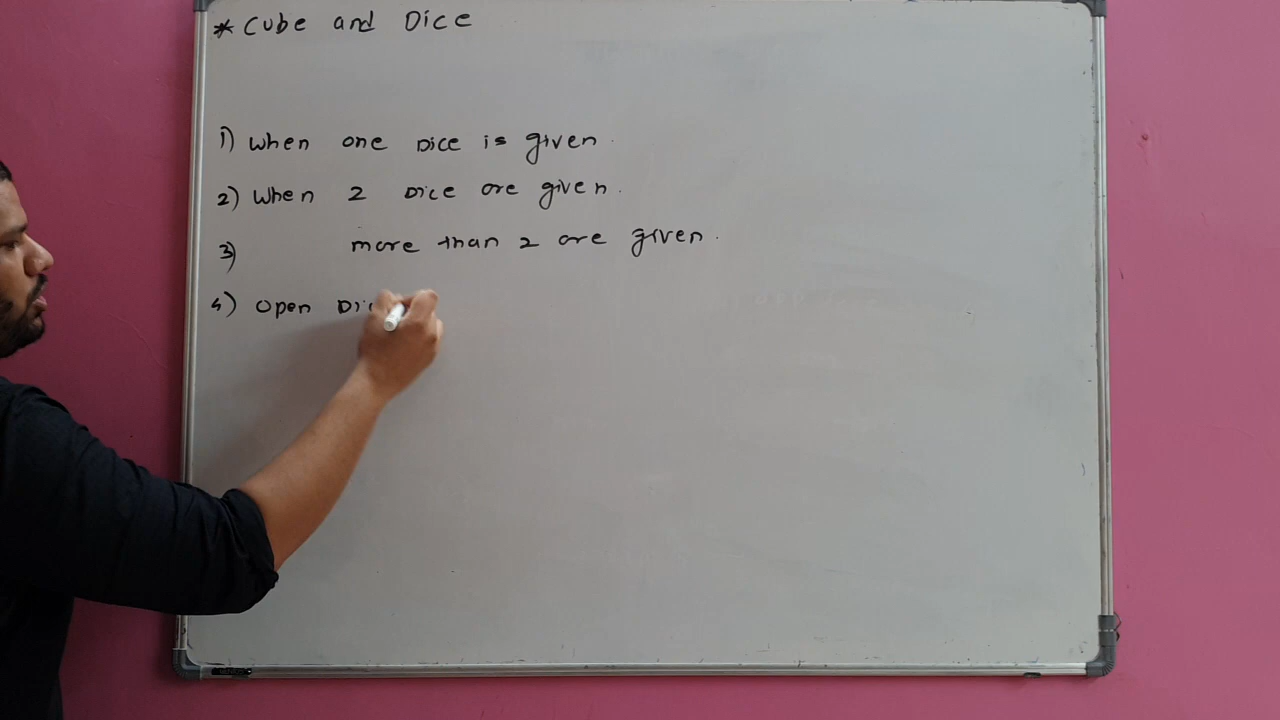 * Cube and Dice
1) When one Dice is given.
2) When 2 Dice are given.
3) more than 2 are given.
4) Open Dic